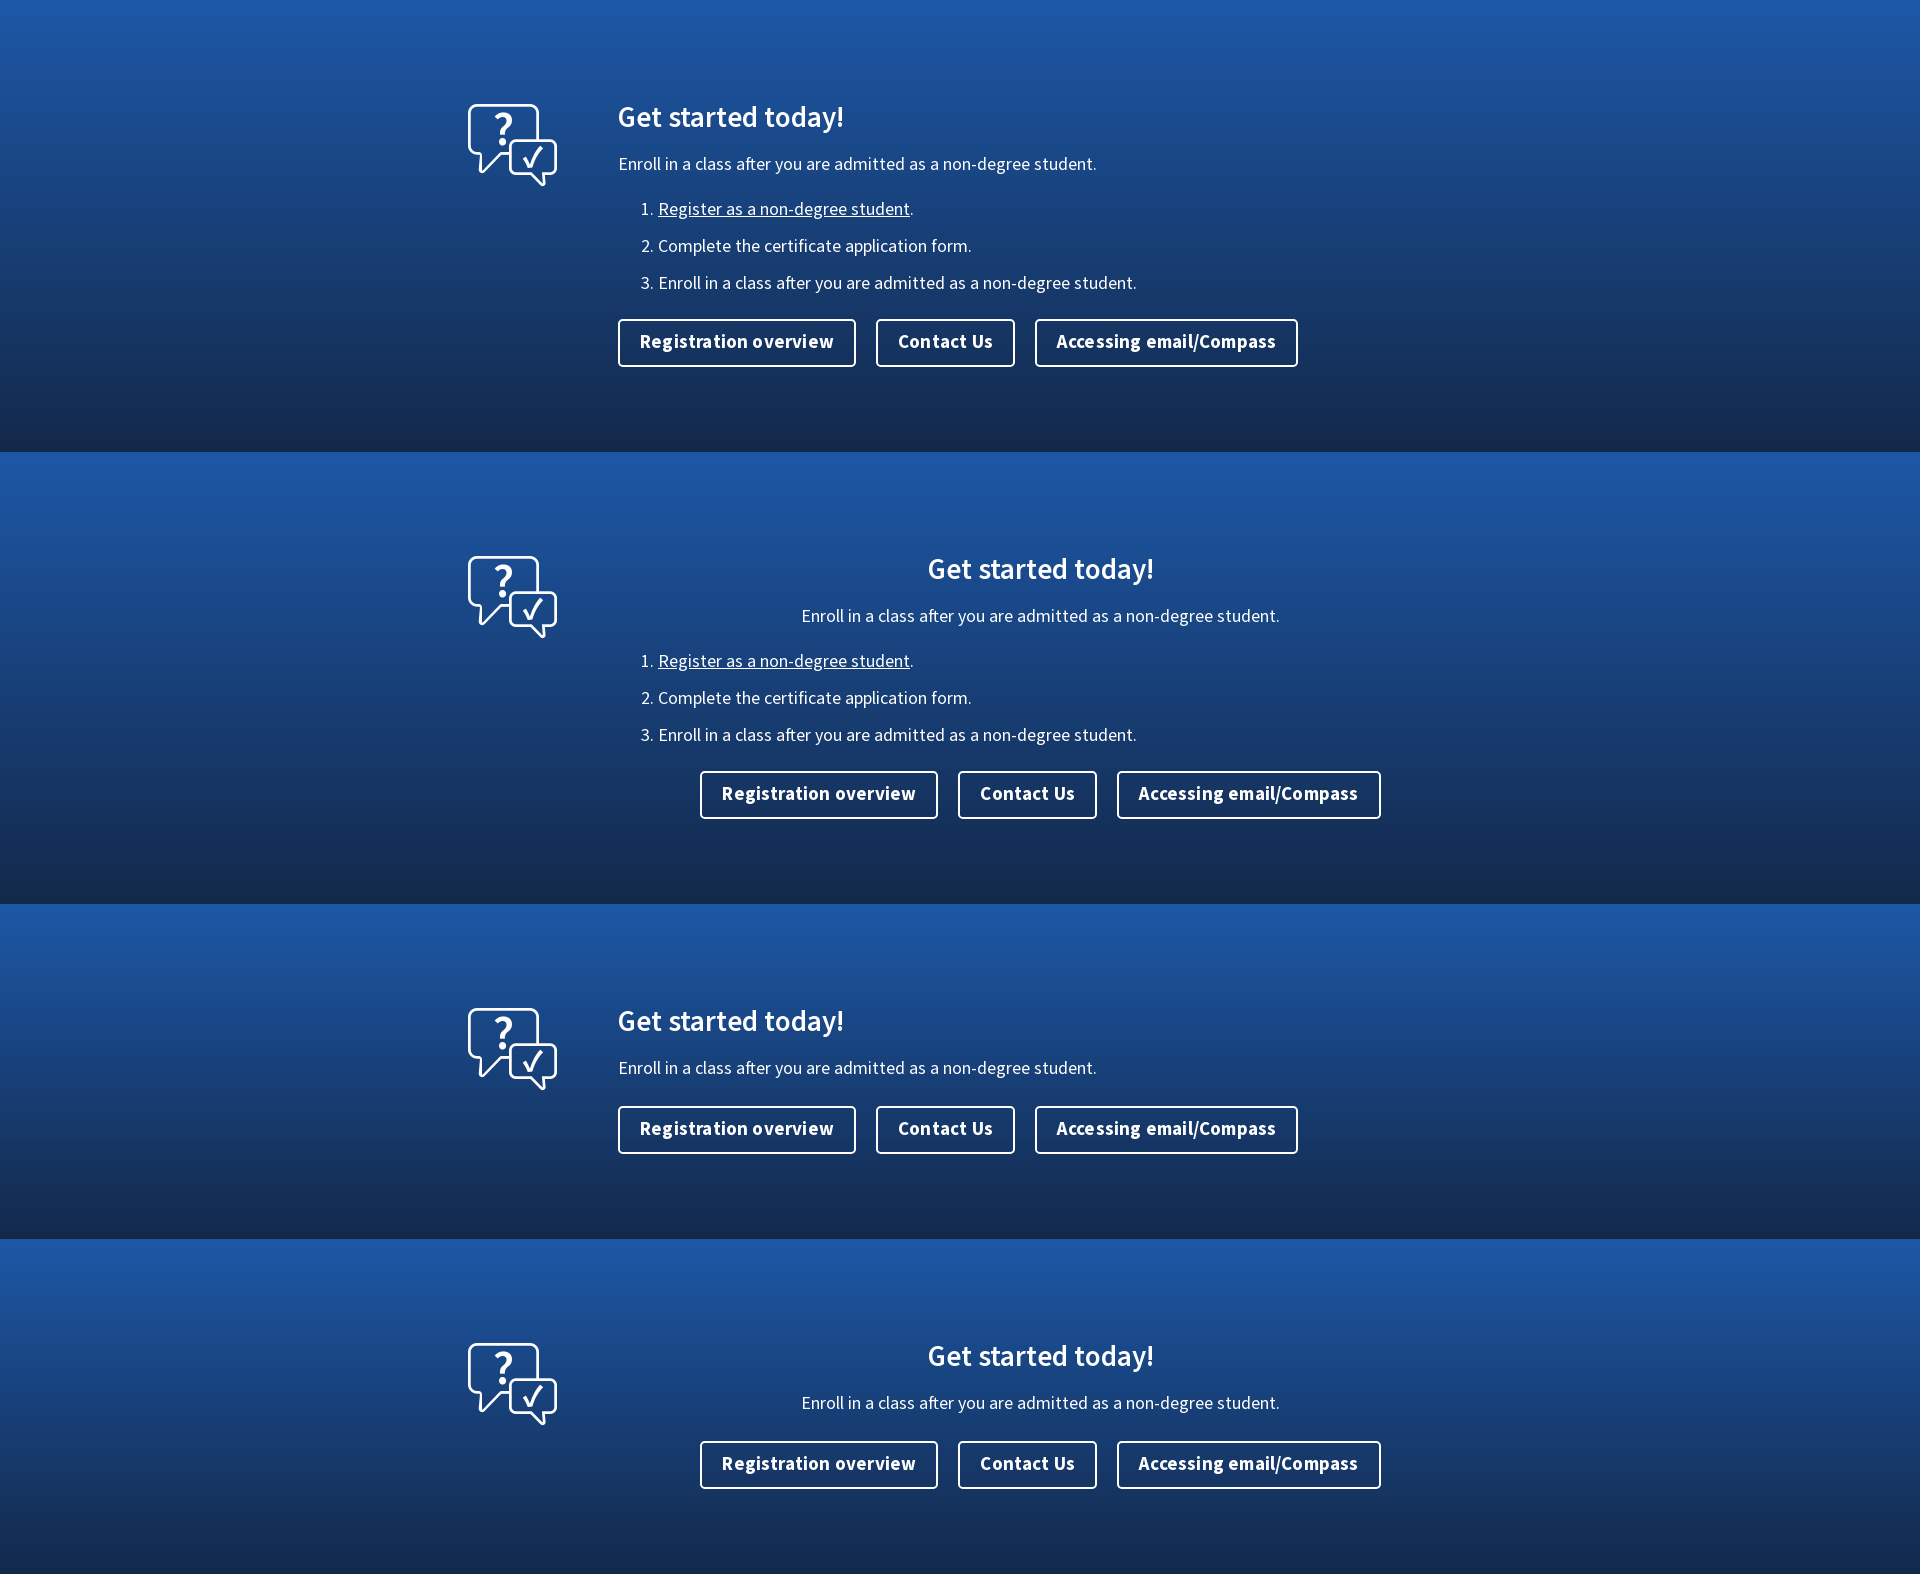 Get started today!
Enroll in a class after you are admitted as a non-degree student.
1. Register as a non-degree student.
2. Complete the certificate application form.
3. Enroll in a class after you are admitted as a non-degree student.
Registration overview Contact Us Accessing email/Compass
Get started today!
Enroll in a class after you are admitted as a non-degree student.
1. Register as a non-degree student.
2. Complete the certificate application form.
3. Enroll in a class after you are admitted as a non-degree student.
Registration overview Contact Us Accessing email/Compass
Get started today!
Enroll in a class after you are admitted as a non-degree student.
Registration overview Contact Us Accessing email/Compass
Get started today!
Enroll in a class after you are admitted as a non-degree student.
Registration overview Contact Us Accessing email/Compass